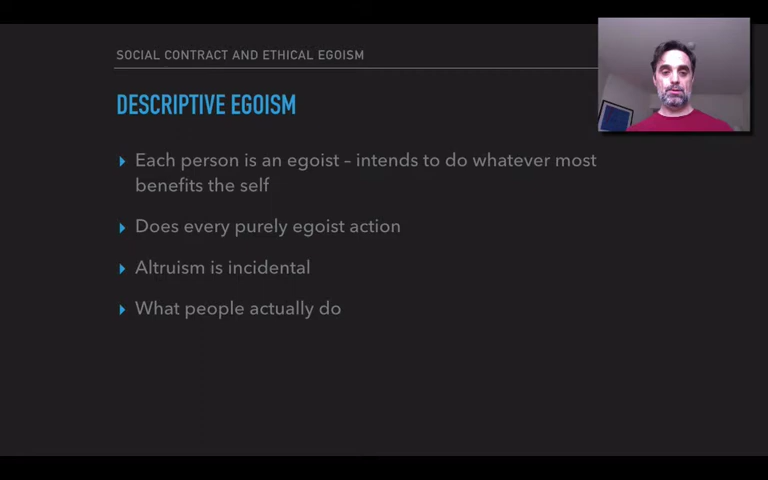 SOCIAL CONTRACT AND ETHICAL EGOISM
DESCRIPTIVE EGOISM
Each person is an egoist – intends to do whatever most
benefits the self
Does every purely egoist action
Altruism is incidental
What people actually do